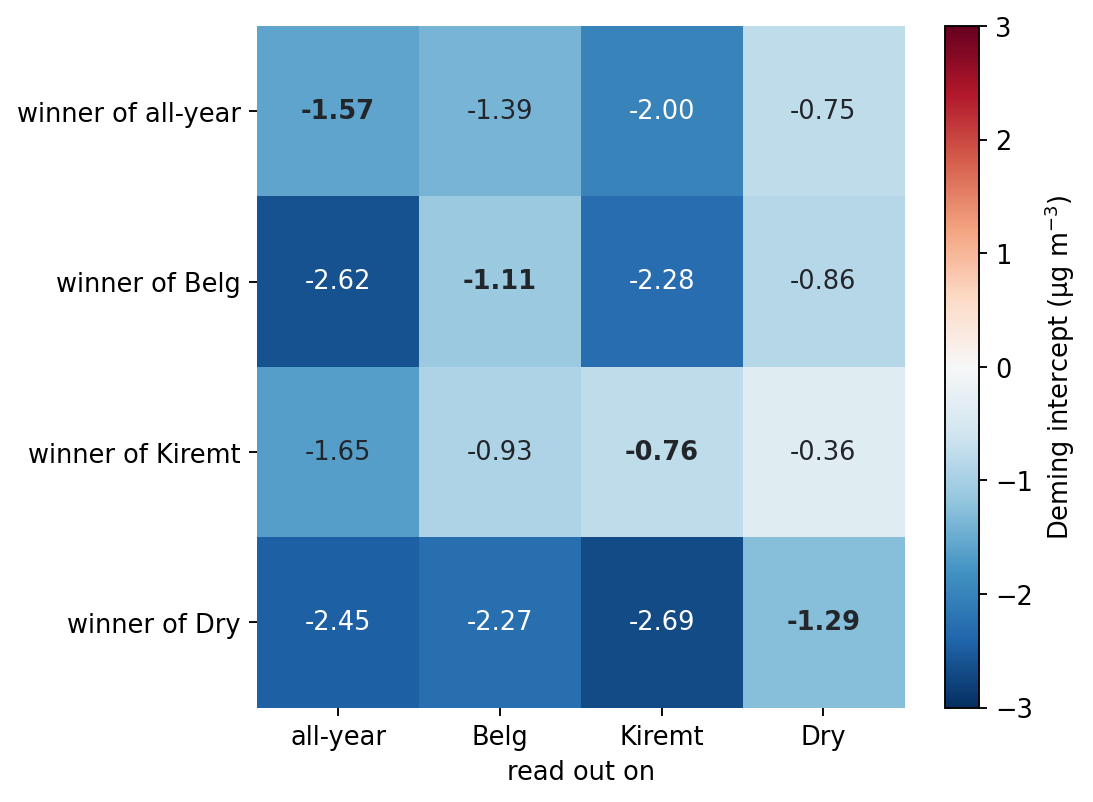 winner of all-year
-1.57 -1.39 -2.00 -0.75
winner of Belg
-2.62 -1.11 -2.28 -0.86
winner of Kiremt
-1.65 -0.93 -0.76 -0.36
winner of Dry
-2.45 -2.27 -2.69 -1.29
all-year Belg Kiremt Dry
read out on
3
2
1
0
−1
−2
−3
Deming intercept (µg m⁻³)